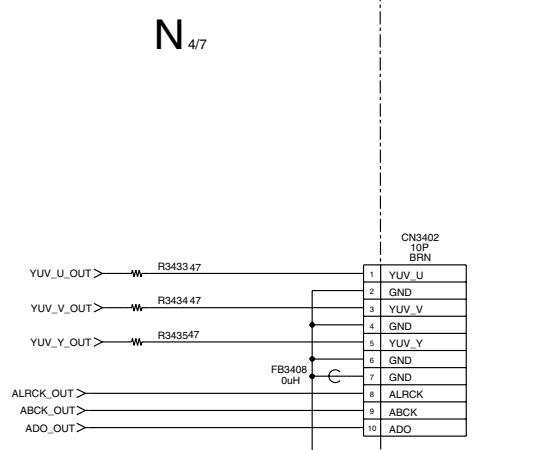 N 4/7
CN3402
10P
BRN
YUV_U_OUT R3433 47 1 YUV_U
2 GND
YUV_V_OUT R3434 47 3 YUV_V
4 GND
YUV_Y_OUT R3435 47 5 YUV_Y
6 GND
FB3408 7 GND
0uH
ALRCK_OUT 8 ALRCK
ABCK_OUT 9 ABCK
ADO_OUT 10 ADO